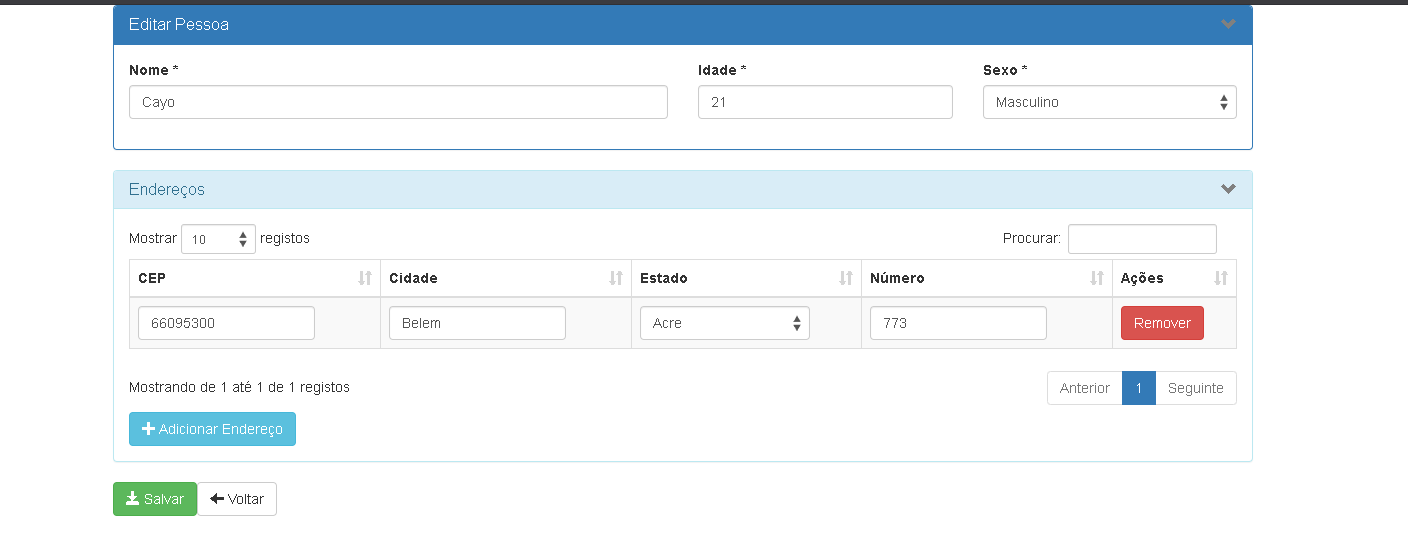 Editar Pessoa
Nome * Idade * Sexo *
Cayo 21 Masculino
Endereços
Mostrar 10 registos Procurar:
CEP Cidade Estado Número Ações
66095300 Belem Acre 773 Remover
Mostrando de 1 até 1 de 1 registos Anterior 1 Seguinte
Adicionar Endereço
Salvar Voltar